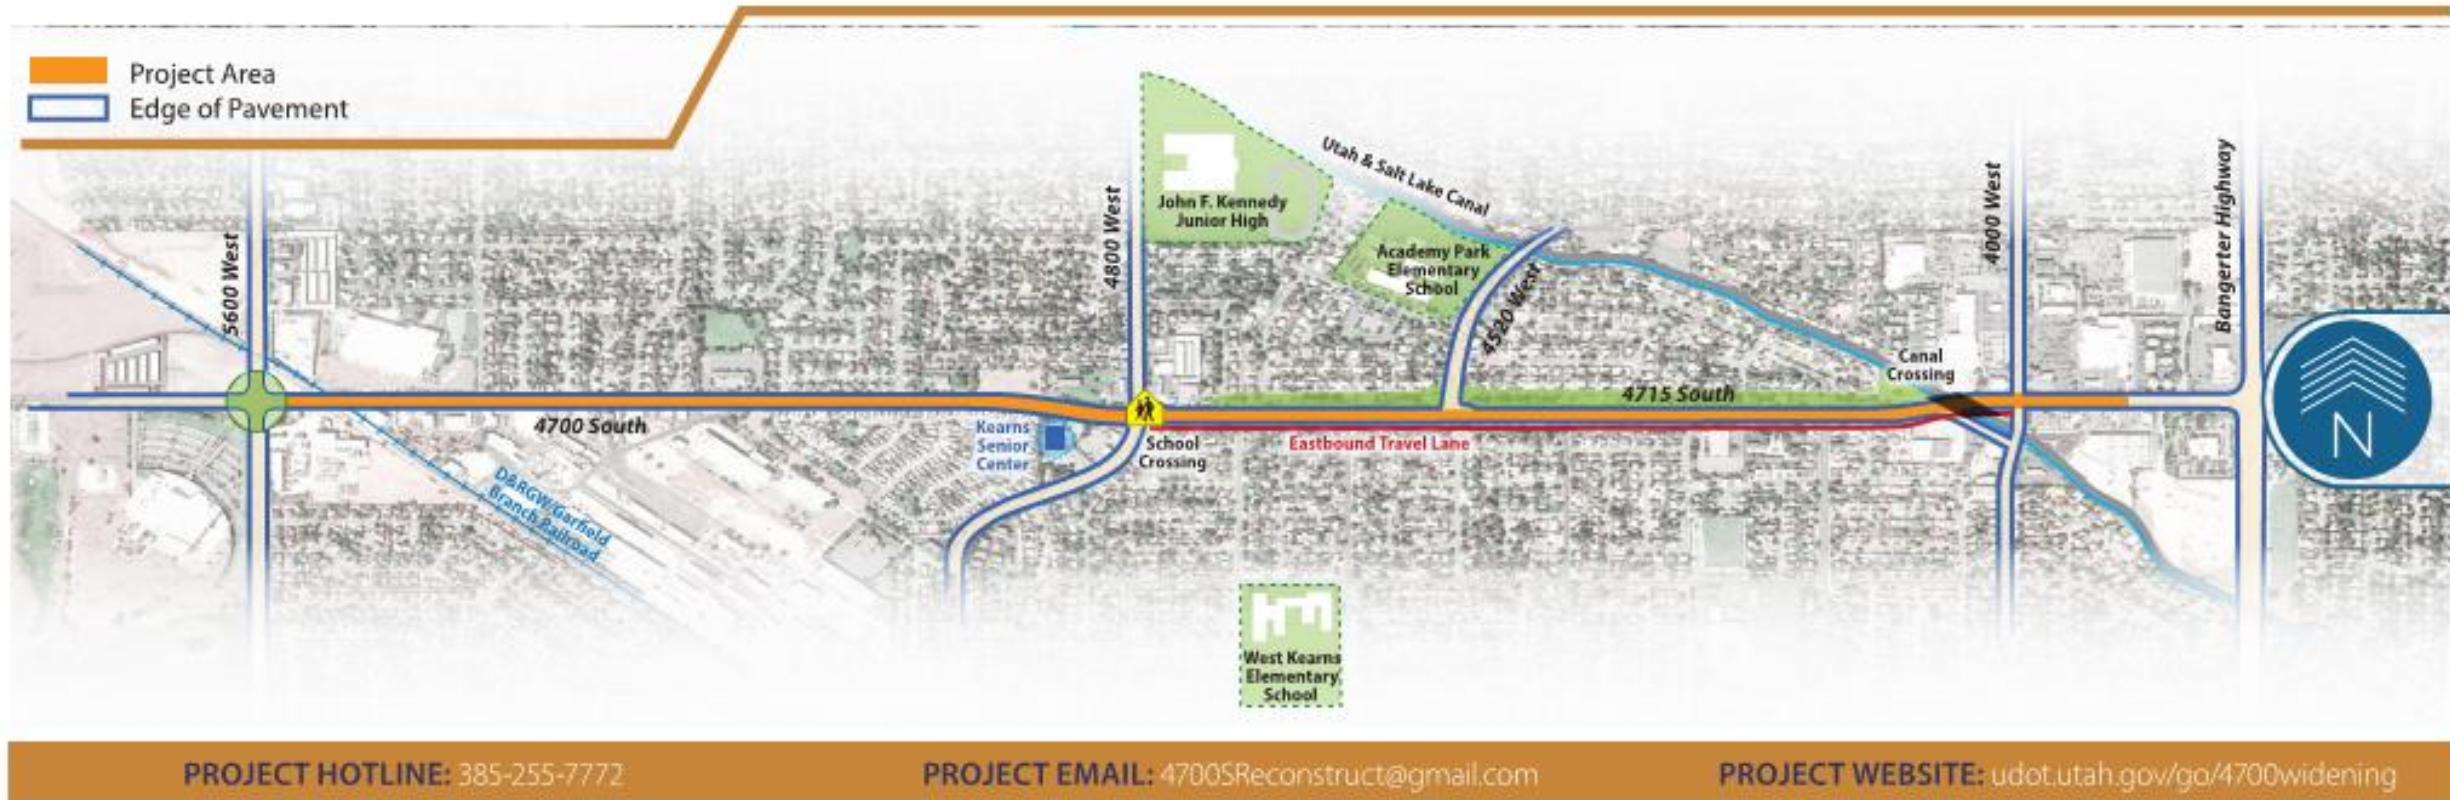 Project Area
Edge of Pavement
5600 West
4700 South
D&RGW/Garfield
Branch Railroad
Kearns
Senior
Center
4800 West
School
Crossing
John F. Kennedy
Junior High
Utah & Salt Lake Canal
Academy Park
Elementary
School
4520 West
Eastbound Travel Lane
4715 South
West Kearns
Elementary
School
Canal
Crossing
4000 West
Bangerter Highway
N
PROJECT HOTLINE: 385-255-7772
PROJECT EMAIL: 4700SReconstruct@gmail.com
PROJECT WEBSITE: udot.utah.gov/go/4700widening